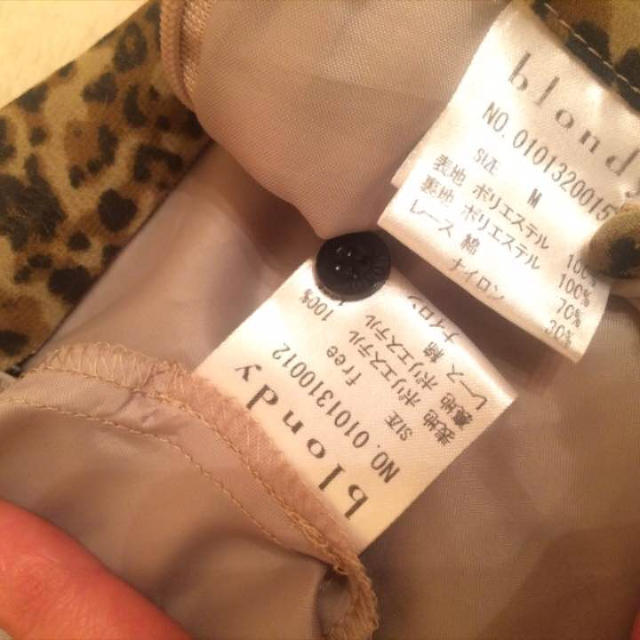 blond
NO. 0101320015
SIZE M
表地 ポリエステル 100%
裏地 ポリエステル 100%
レース 綿 70%
ナイロン 30%
blondy
NO. 0101310012
SIZE free
表地 ポリエステル 100%
裏地 ポリエステル
レース 綿
ナイロン